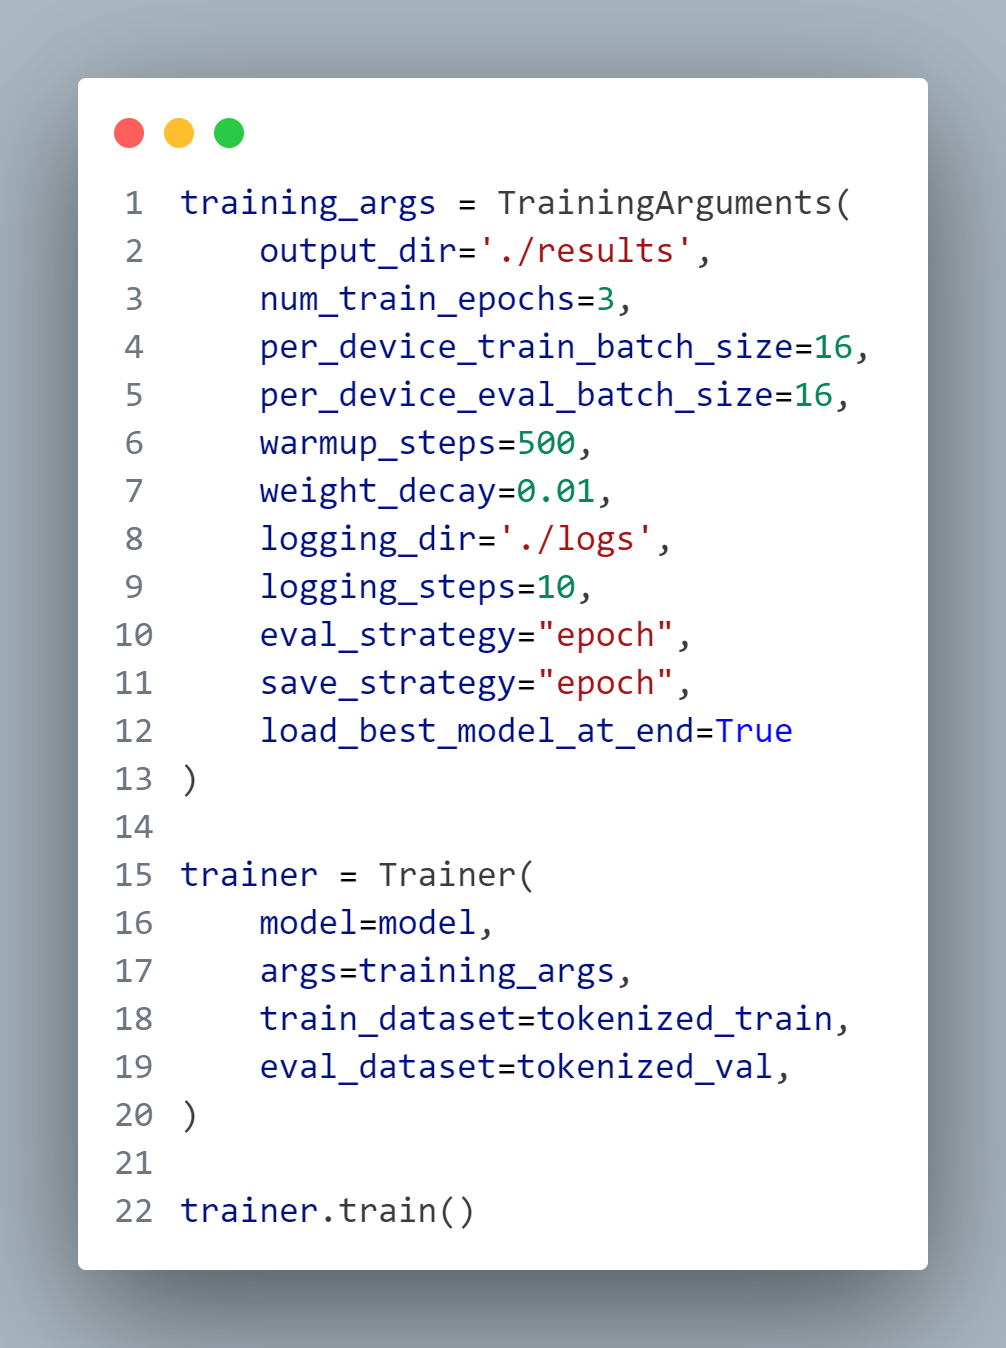 1 training_args = TrainingArguments(
2     output_dir='./results',
3     num_train_epochs=3,
4     per_device_train_batch_size=16,
5     per_device_eval_batch_size=16,
6     warmup_steps=500,
7     weight_decay=0.01,
8     logging_dir='./logs',
9     logging_steps=10,
10     eval_strategy="epoch",
11     save_strategy="epoch",
12     load_best_model_at_end=True
13 )
14
15 trainer = Trainer(
16     model=model,
17     args=training_args,
18     train_dataset=tokenized_train,
19     eval_dataset=tokenized_val,
20 )
21
22 trainer.train()